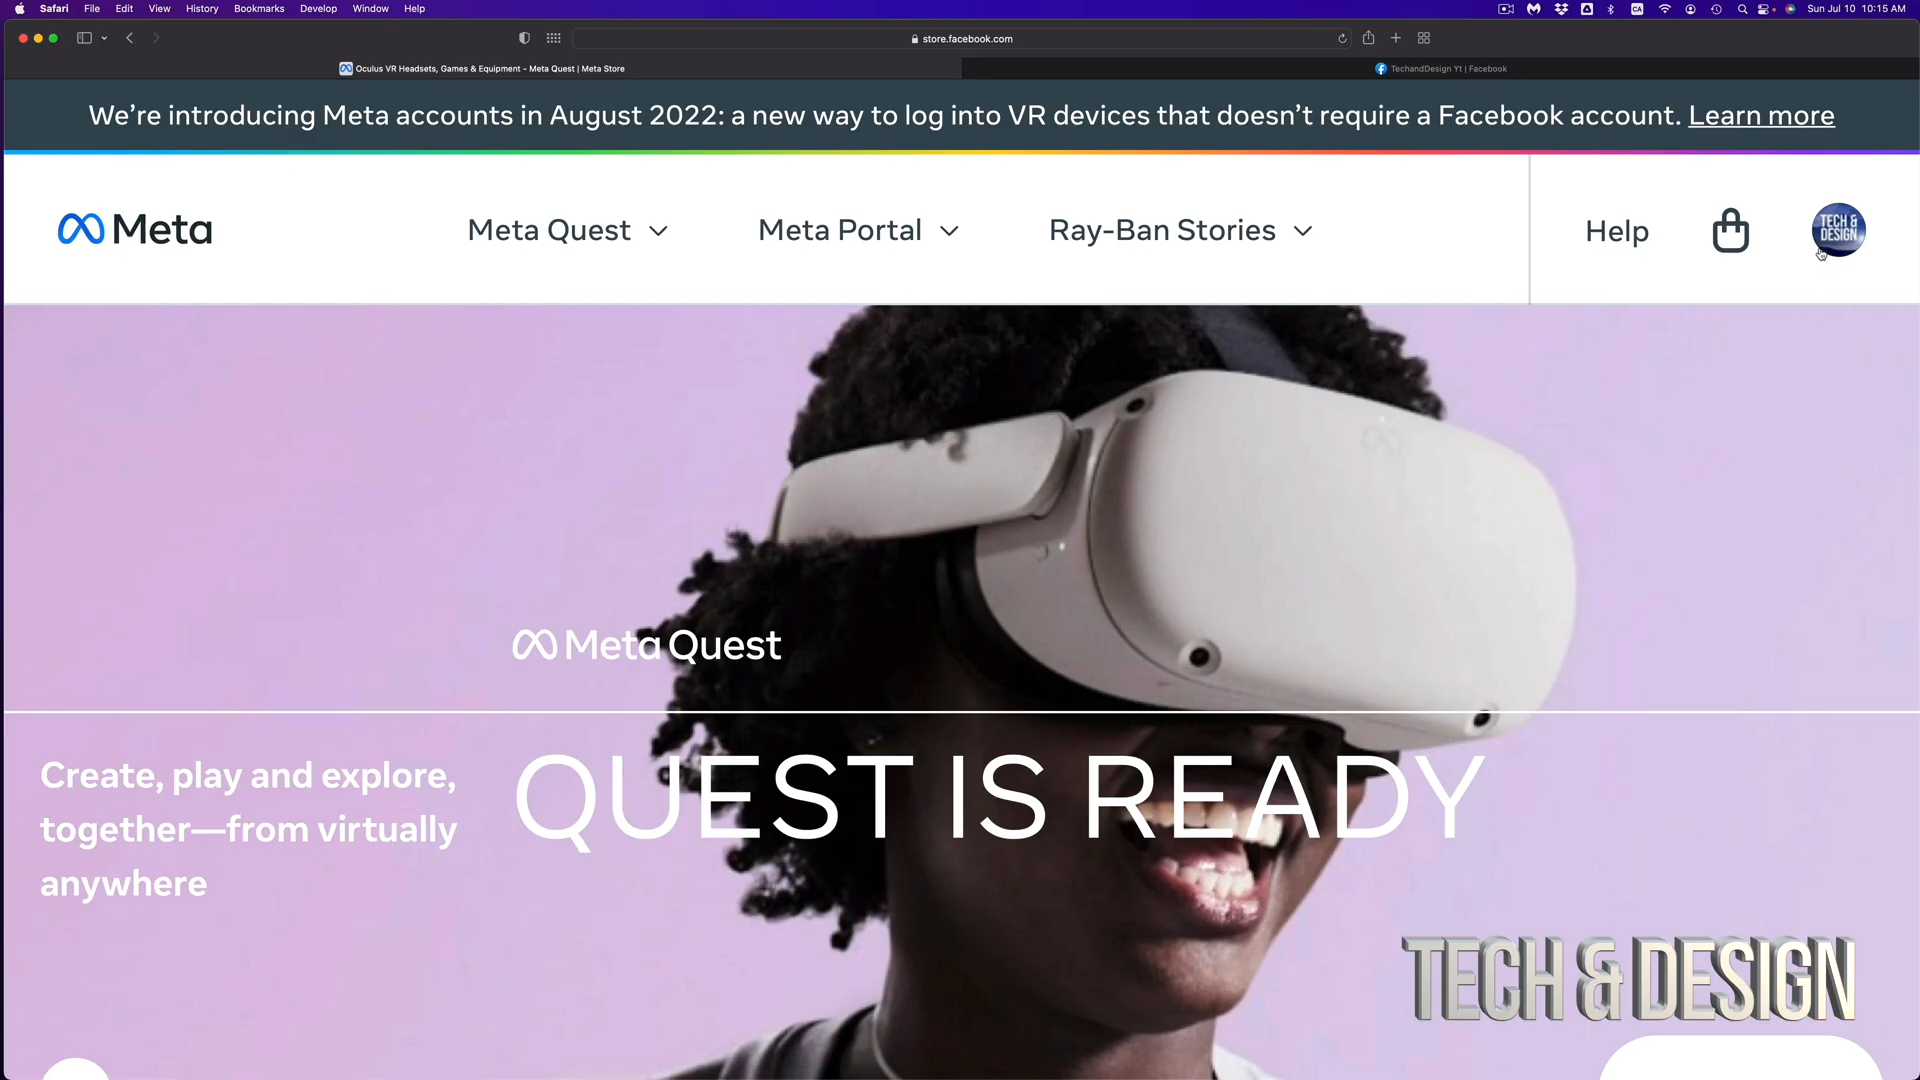 Safari File Edit View History Bookmarks Develop Window Help
CA
Sun Jul 10 10:15 AM
store.facebook.com
Oculus VR Headsets, Games & Equipment - Meta Quest | Meta Store
TechandDesign Yt | Facebook
We’re introducing Meta accounts in August 2022: a new way to log into VR devices that doesn’t require a Facebook account. Learn more
Meta
Meta Quest
Meta Portal
Ray-Ban Stories
Help
TECH &
DESIGN
Meta Quest
QUEST IS READY
Create, play and explore,
together—from virtually
anywhere
TECH & DESIGN